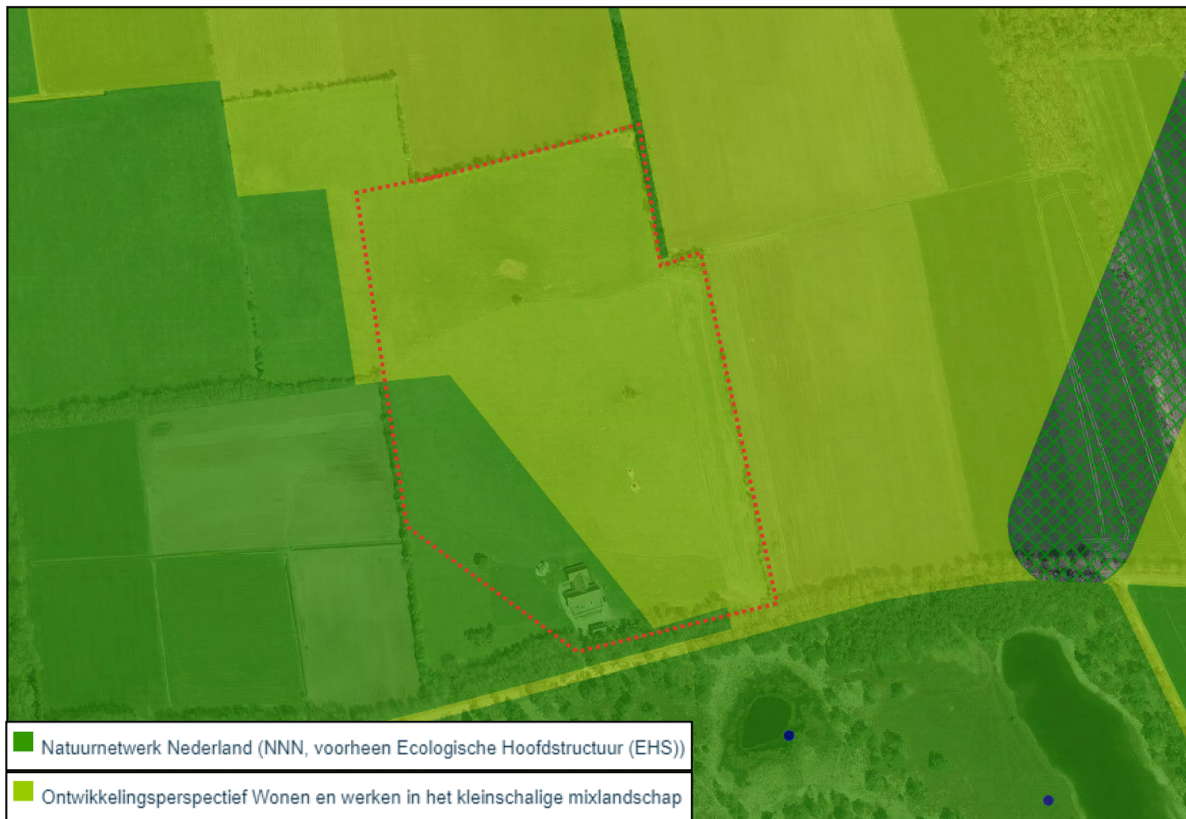 Natuurnetwerk Nederland (NNN, voorheen Ecologische Hoofdstructuur (EHS))
Ontwikkelingsperspectief Wonen en werken in het kleinschalige mixlandschap